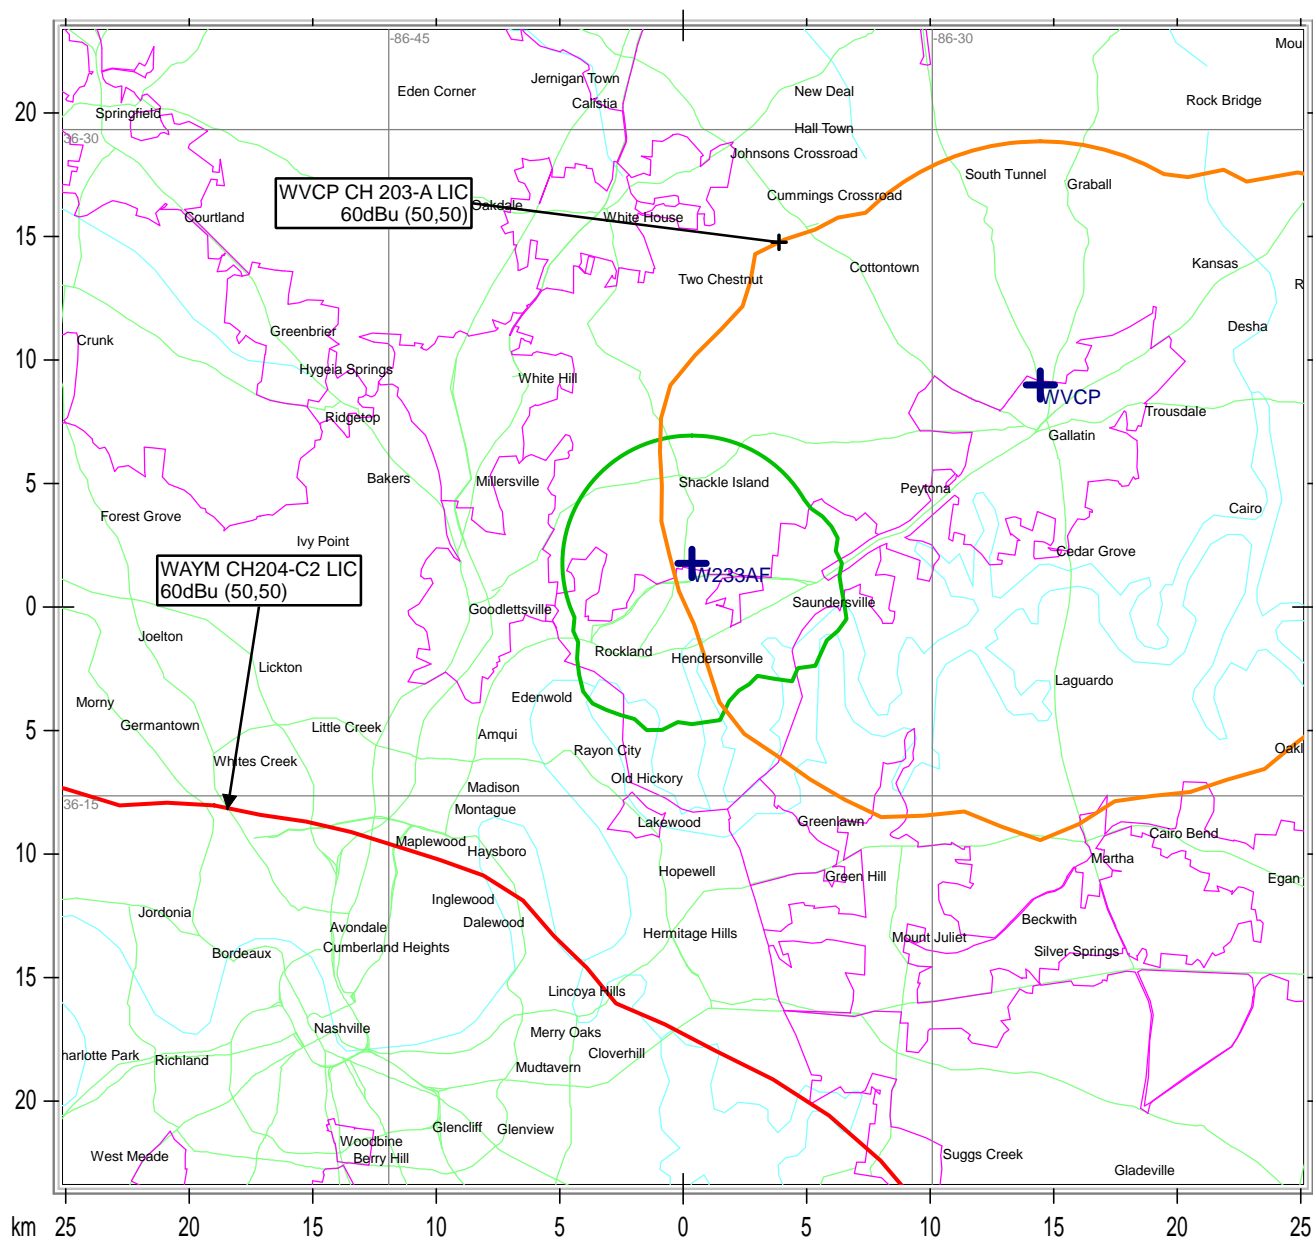 -86-45
-86-30
Mou
Jernigan Town
Eden Corner
New Deal
Calistia
Rock Bridge
20
Springfield
Hall Town
36-30
Johnsons Crossroad
South Tunnel
Graball
WVCP CH 203-A LIC
60dBu (50,50)
Cummings Crossroad
Oakdale
Courtland
White House
15
Two Chestnut
Cottontown
Kansas
R
Desha
Greenbrier
Crunk
10
Hygeia Springs
White Hill
WVCP
Ridgetop
Trousdale
Gallatin
5
Bakers
Millersville
Shackle Island
Peytona
Forest Grove
Cairo
Ivy Point
Cedar Grove
WAYM CH204-C2 LIC
60dBu (50,50)
W233AF
0
Goodlettsville
Saundersville
Joelton
Rockland
Hendersonville
Lickton
Laguardo
Morny
Edenwold
Germantown
Little Creek
5
Amqui
Rayon City
Oakl
Whites Creek
Old Hickory
Madison
36-15
Montague
Lakewood
Greenlawn
Cairo Bend
Maplewood
10
Haysboro
Martha
Hopewell
Green Hill
Egan
Inglewood
Jordonia
Dalewood
Beckwith
Avondale
Hermitage Hills
Mount Juliet
Cumberland Heights
Bordeaux
Silver Springs
15
Lincoya Hills
Nashville
Merry Oaks
harlotte Park
Richland
Cloverhill
Mudtavern
20
Glencliff
Glenview
Woodbine
West Meade
Berry Hill
Suggs Creek
Gladeville
km 25 20 15 10 5 0 5 10 15 20 25